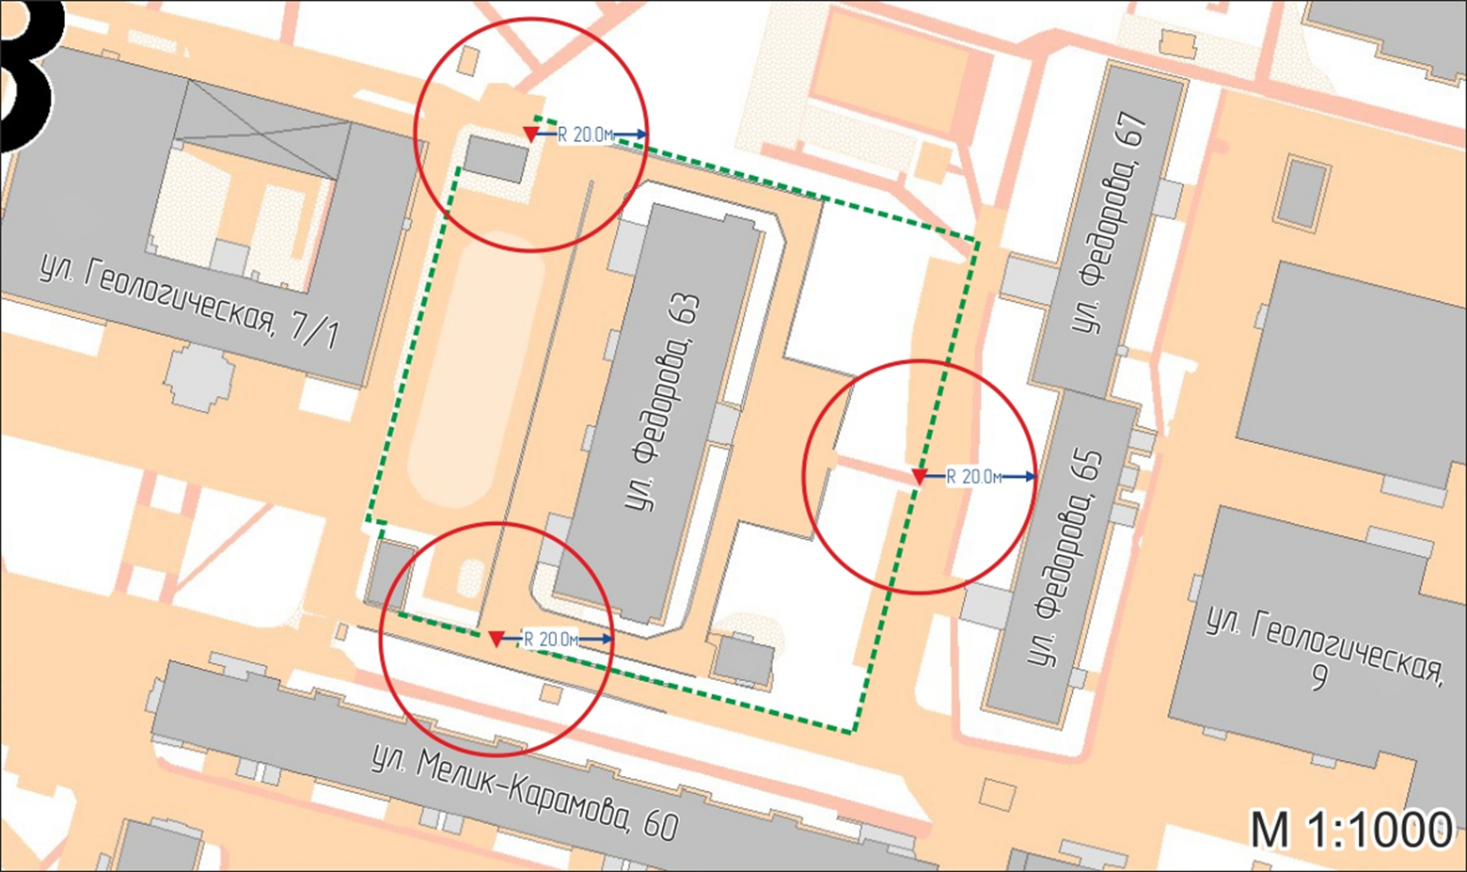 R 20.0м
ул. Федорова, 67
ул. Геологическая, 7/1
ул. Федорова, 63
R 20.0м
ул. Федорова, 65
R 20.0м
ул. Геологическая,
9
ул. Мелик-Карамова, 60
М 1:1000